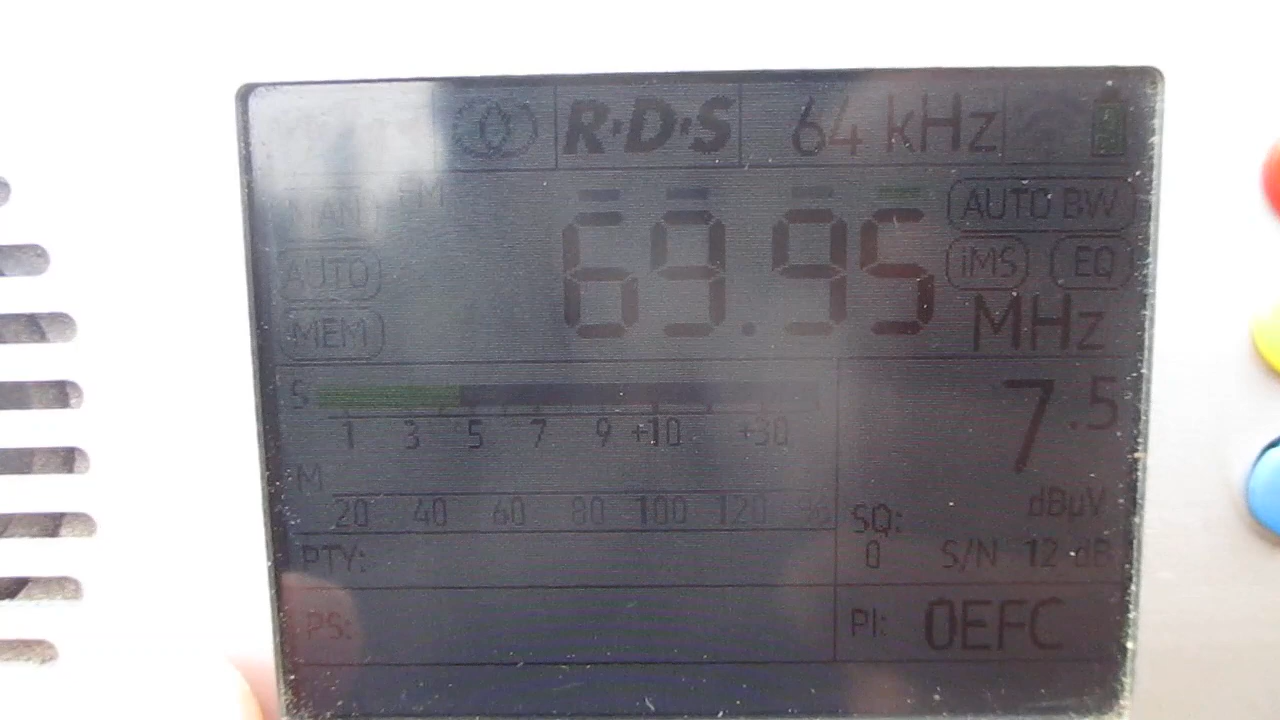 R·D·S 64 kHz
MAN FM AUTO BW
AUTO 69.95 iMS EQ
MEM MHz
S 7.5
1 3 5 7 9 +10 +30
M
20 40 60 80 100 120 % dBµV
SQ:
PTY: 0 S/N 12 dB
PS: PI: 0EFC